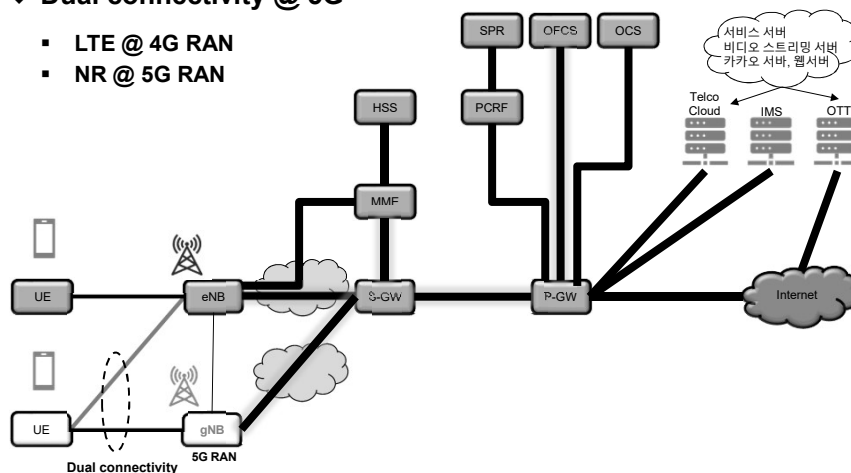 ❖ Dual connectivity @ 5G
▪ LTE @ 4G RAN
▪ NR @ 5G RAN
SPR
OFCS
OCS
서비스 서버
비디오 스트리밍 서버
카카오 서바, 웹서버
HSS
PCRF
Telco
Cloud
IMS
OTT
MME
UE
eNB
S-GW
P-GW
Internet
UE
gNB
5G RAN
Dual connectivity